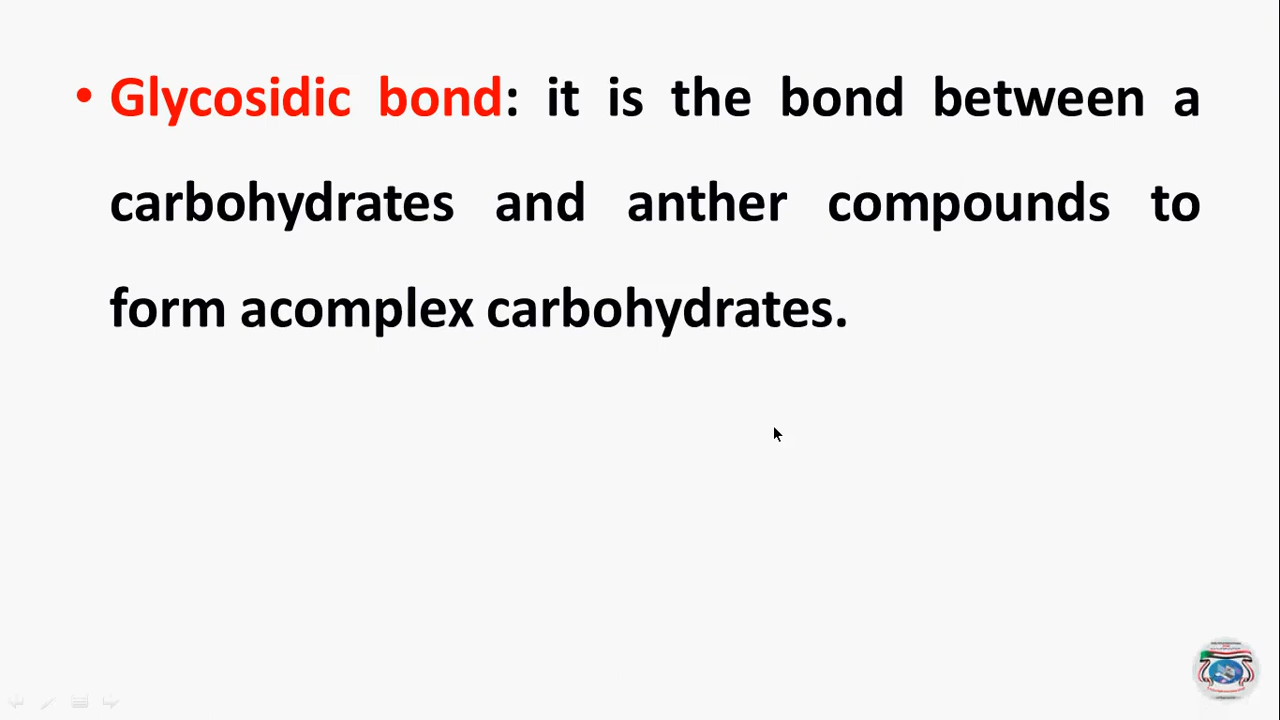 • Glycosidic bond: it is the bond between a
carbohydrates and anther compounds to
form acomplex carbohydrates.